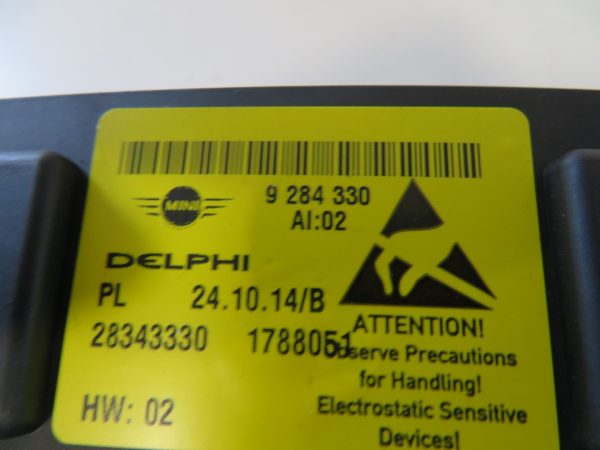 9 284 330
MINI
AI:02
DELPHI
PL 24.10.14/B
28343330 1788051
HW: 02
ATTENTION!
Observe Precautions
for Handling!
Electrostatic Sensitive
Devices!